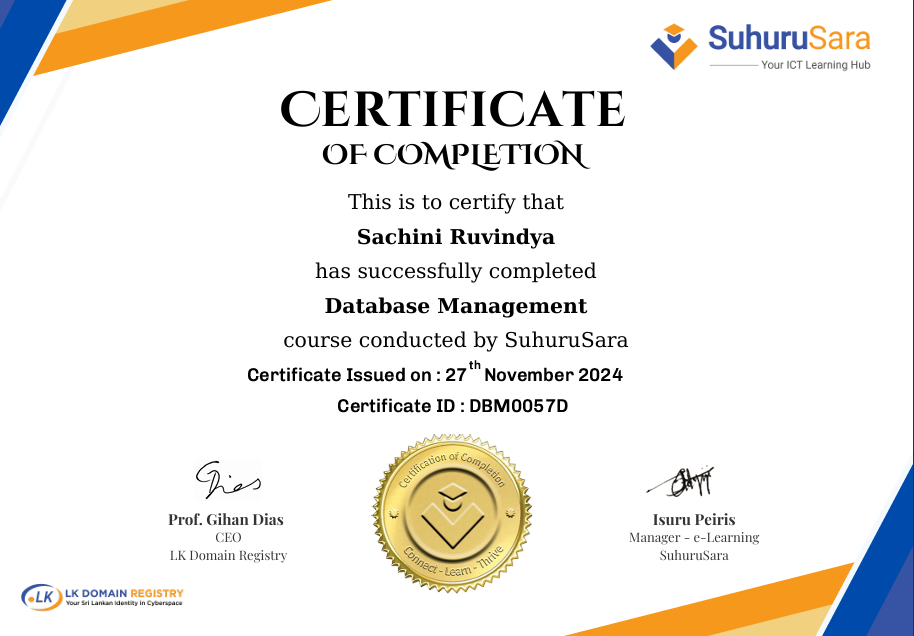 SuhuruSara
Your ICT Learning Hub
CERTIFICATE
OF COMPLETION
This is to certify that
Sachini Ruvindya
has successfully completed
Database Management
course conducted by SuhuruSara
Certificate Issued on : 27th November 2024
Certificate ID : DBM0057D
Certification of Completion
Connect - Learn - Thrive
Prof. Gihan Dias
CEO
LK Domain Registry
Isuru Peiris
Manager - e-Learning
SuhuruSara
.LK LK DOMAIN REGISTRY
Your Sri Lankan Identity in Cyberspace